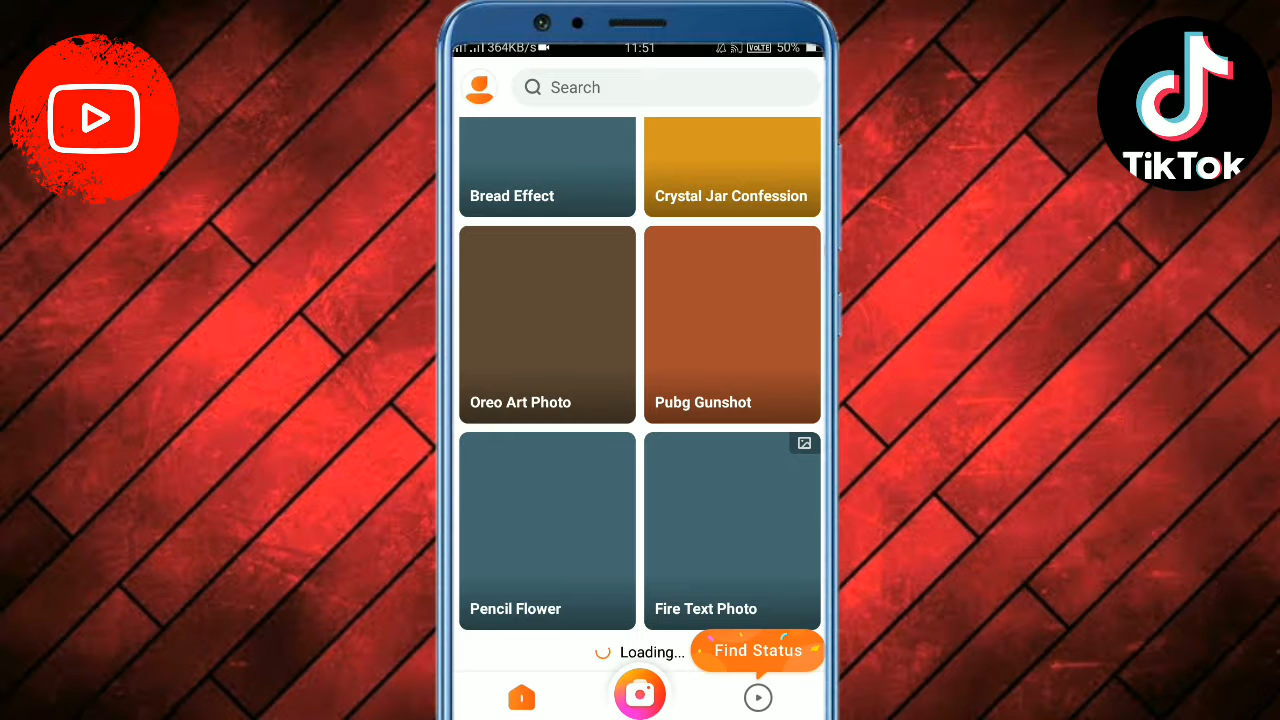 364KB/s
11:51
VoLTE
50%
Search
TikTok
Bread Effect
Crystal Jar Confession
Oreo Art Photo
Pubg Gunshot
Pencil Flower
Fire Text Photo
Loading...
Find Status